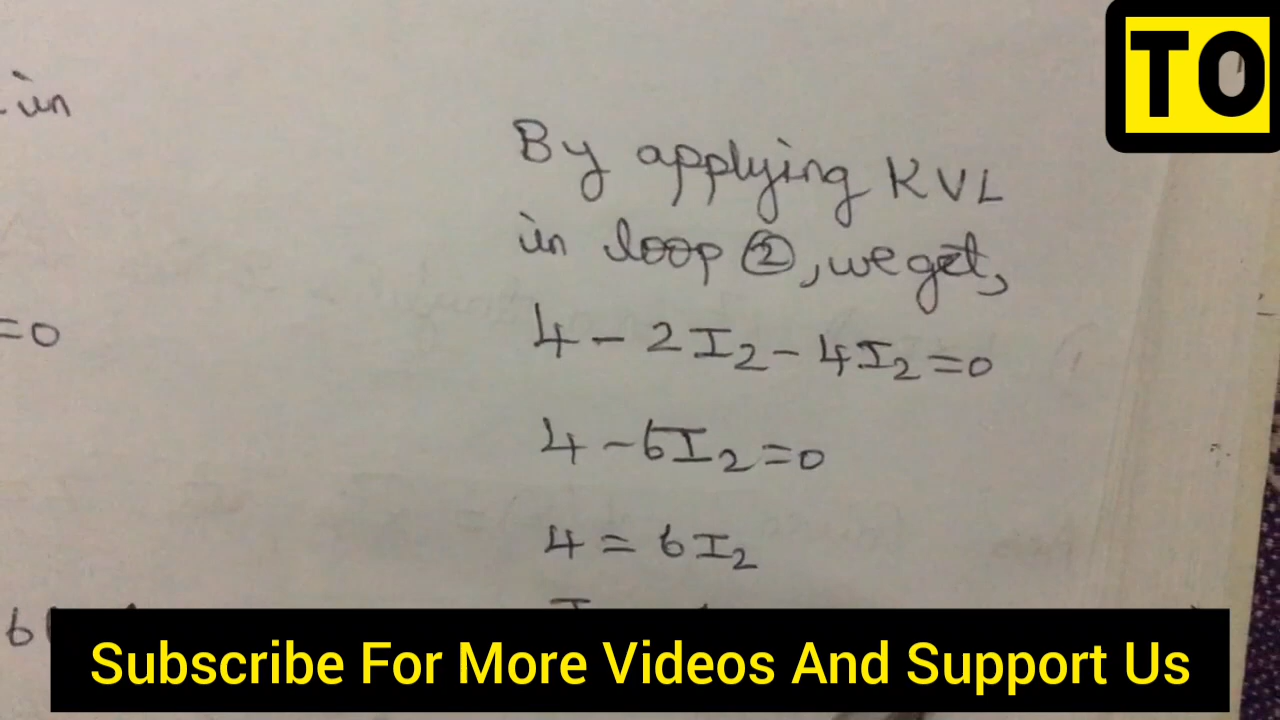 TO
in
By applying KVL
in loop ②, we get,
=0
4 - 2I₂ - 4I₂ = 0
4 - 6I₂ = 0
4 = 6I₂
6
Subscribe For More Videos And Support Us